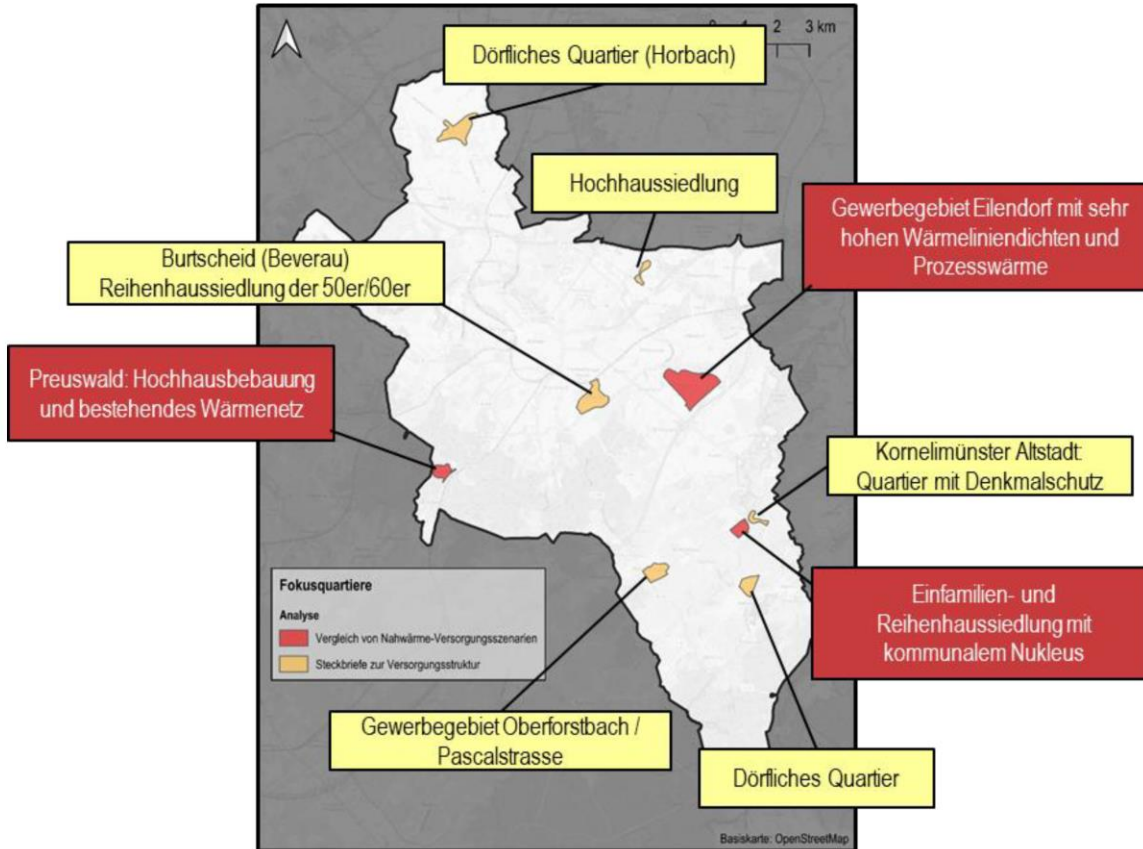 2 3 km
Dörfliches Quartier (Horbach)
Hochhaussiedlung
Gewerbegebiet Eilendorf mit sehr
hohen Wärmeliniendichten und
Prozesswärme
Burtscheid (Beverau)
Reihenhaussiedlung der 50er/60er
Preuswald: Hochhausbebauung
und bestehendes Wärmenetz
Kornelimünster Altstadt:
Quartier mit Denkmalschutz
Fokusquartiere
Analyse
Vergleich von Nahwärme-Versorgungsszenarien
Steckbriefe zur Versorgungsstruktur
Einfamilien- und
Reihenhaussiedlung mit
kommunalem Nukleus
Gewerbegebiet Oberforstbach /
Pascalstrasse
Dörfliches Quartier
Basiskarte: OpenStreetMap